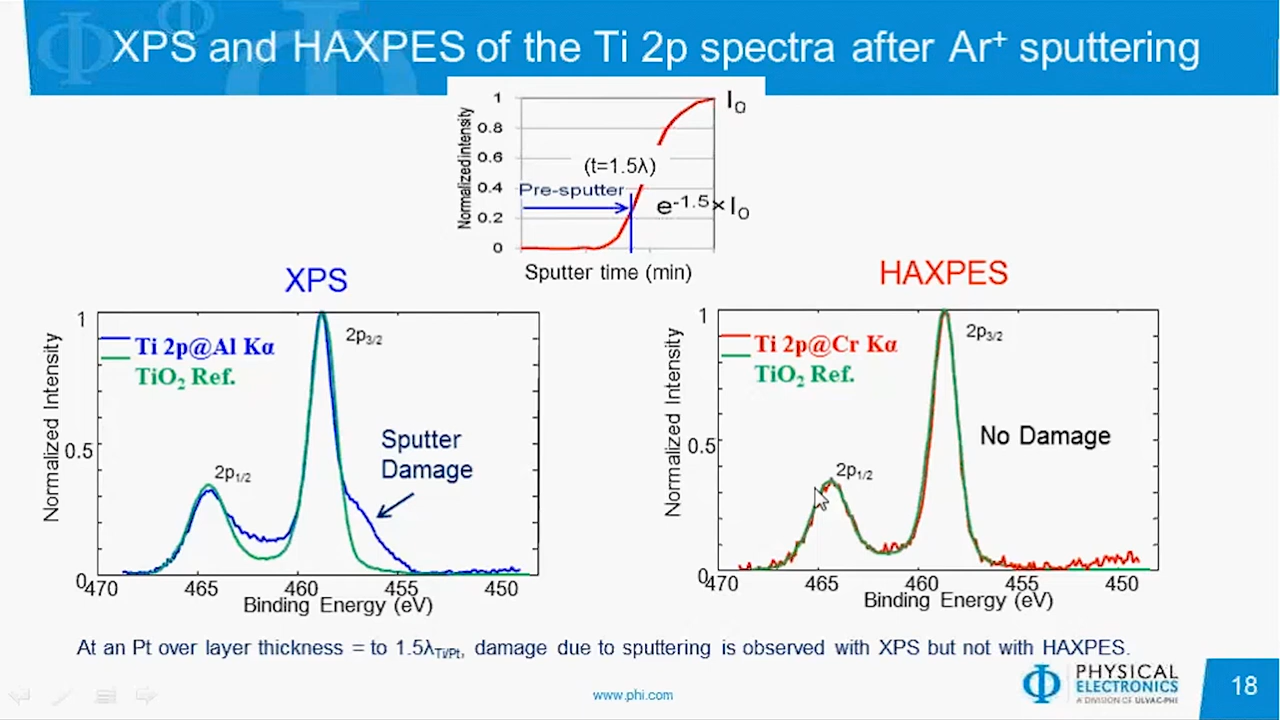 XPS and HAXPES of the Ti 2p spectra after Ar⁺ sputtering
Normalized intensity
1
0.8
0.6
0.4
0.2
0
I₀
(t=1.5λ)
Pre-sputter
e⁻¹·⁵×I₀
Sputter time (min)
XPS
Normalized Intensity
1
0.5
0
Ti 2p@Al Kα
TiO₂ Ref.
2p3/2
2p1/2
Sputter
Damage
470 465 460 455 450
Binding Energy (eV)
HAXPES
Normalized Intensity
1
0.5
0
Ti 2p@Cr Kα
TiO₂ Ref.
2p3/2
2p1/2
No Damage
470 465 460 455 450
Binding Energy (eV)
At an Pt over layer thickness = to 1.5λTi/Pt, damage due to sputtering is observed with XPS but not with HAXPES.
www.phi.com
PHYSICAL
ELECTRONICS
A DIVISION OF ULVAC-PHI
18